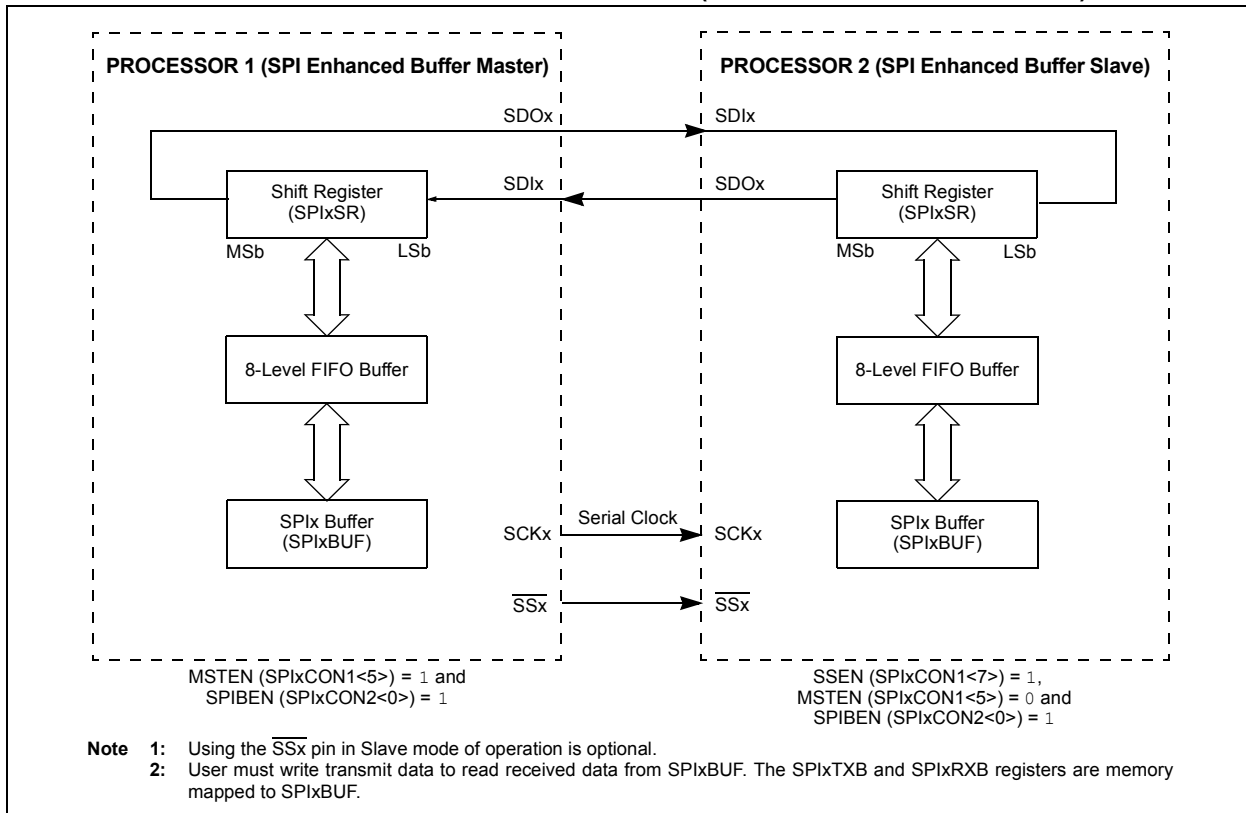 PROCESSOR 1 (SPI Enhanced Buffer Master)
PROCESSOR 2 (SPI Enhanced Buffer Slave)
SDOx
SDIx
SDIx
SDOx
Shift Register
(SPIxSR)
Shift Register
(SPIxSR)
MSb
LSb
MSb
LSb
8-Level FIFO Buffer
8-Level FIFO Buffer
SPIx Buffer
(SPIxBUF)
SPIx Buffer
(SPIxBUF)
SCKx
Serial Clock
SCKx
SSx
SSx
MSTEN (SPIxCON1<5>) = 1 and
SPIBEN (SPIxCON2<0>) = 1
SSEN (SPIxCON1<7>) = 1,
MSTEN (SPIxCON1<5>) = 0 and
SPIBEN (SPIxCON2<0>) = 1
Note 1: Using the SSx pin in Slave mode of operation is optional.
2: User must write transmit data to read received data from SPIxBUF. The SPIxTXB and SPIxRXB registers are memory
mapped to SPIxBUF.